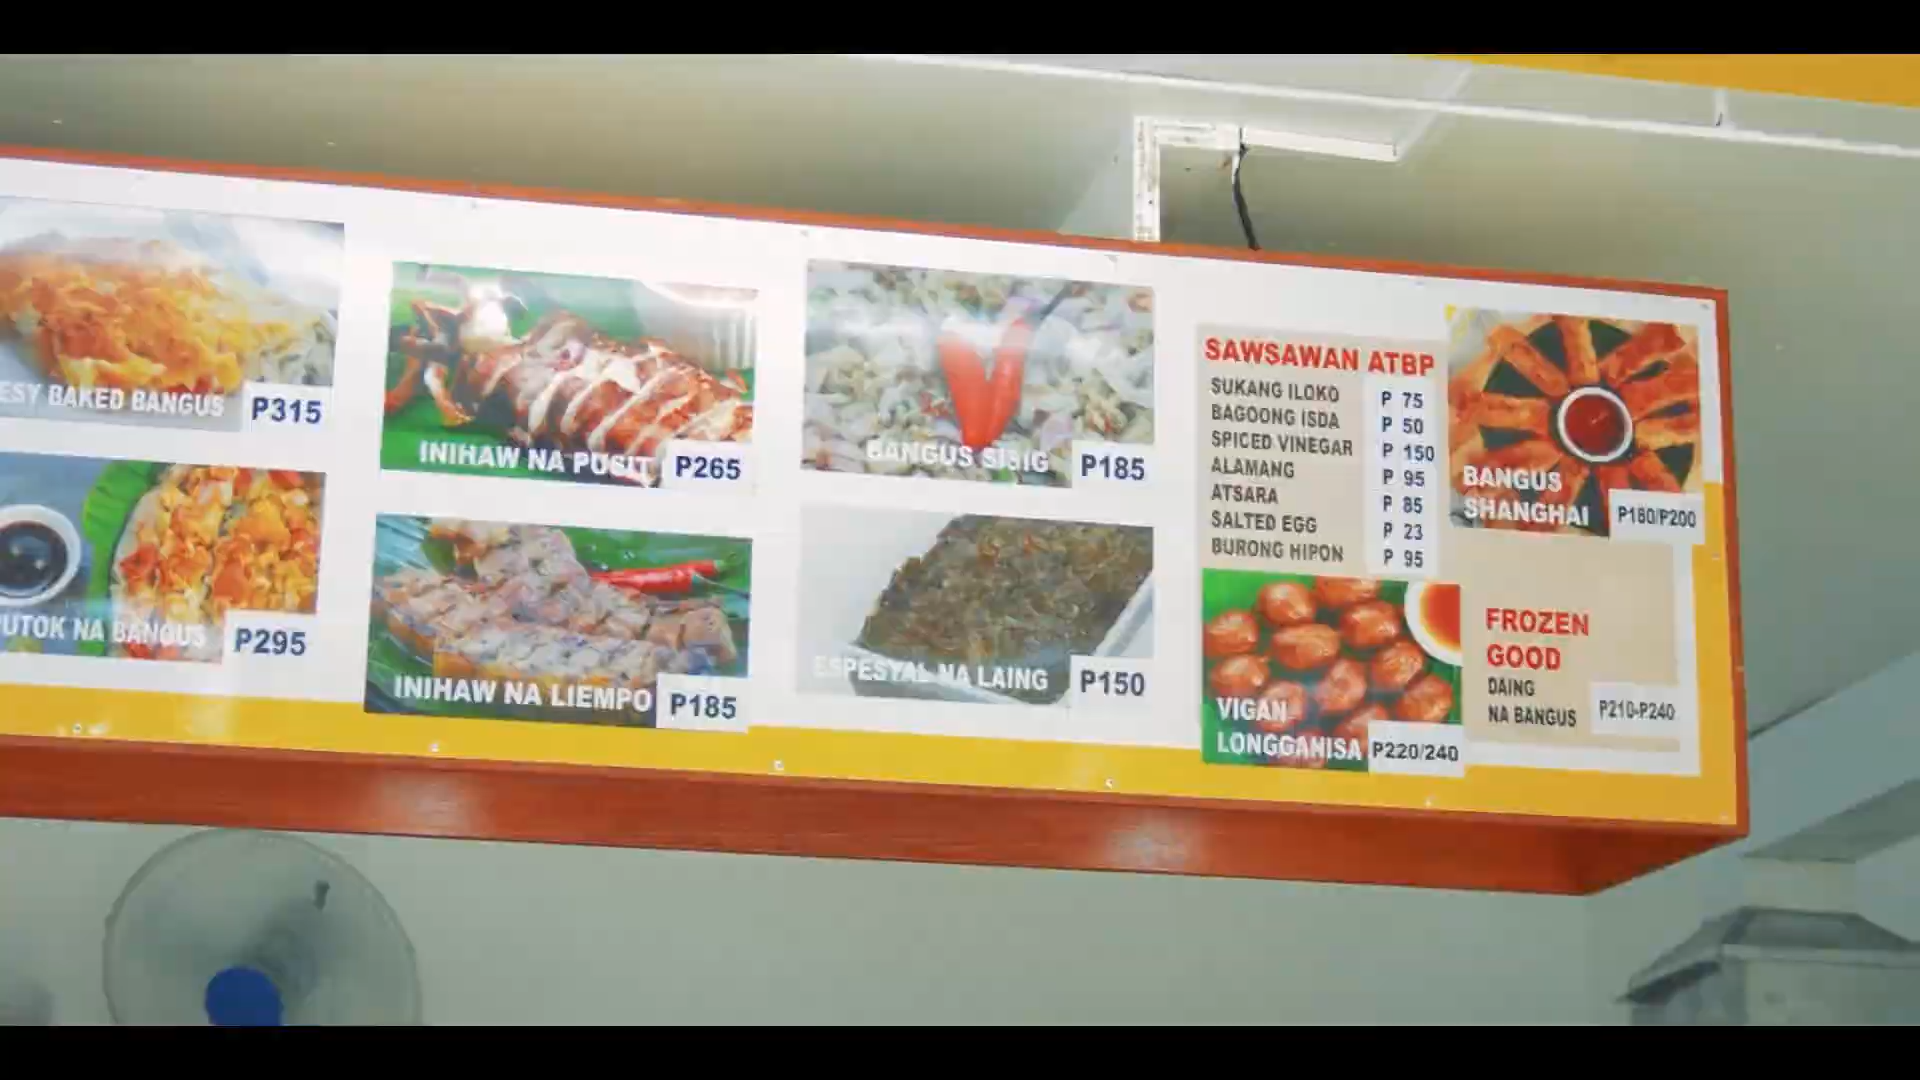 ESY BAKED BANGUS P315
UTOK NA BANGUS P295
INIHAW NA PUSIT P265
INIHAW NA LIEMPO P185
BANGUS SISIG P185
ESPESYAL NA LAING P150
SAWSAWAN ATBP
SUKANG ILOKO P 75
BAGOONG ISDA P 50
SPICED VINEGAR P 150
ALAMANG P 95
ATSARA P 85
SALTED EGG P 23
BURONG HIPON P 95
BANGUS
SHANGHAI P180/P200
VIGAN
LONGGANISA P220/240
FROZEN
GOOD
DAING
NA BANGUS P210-P240